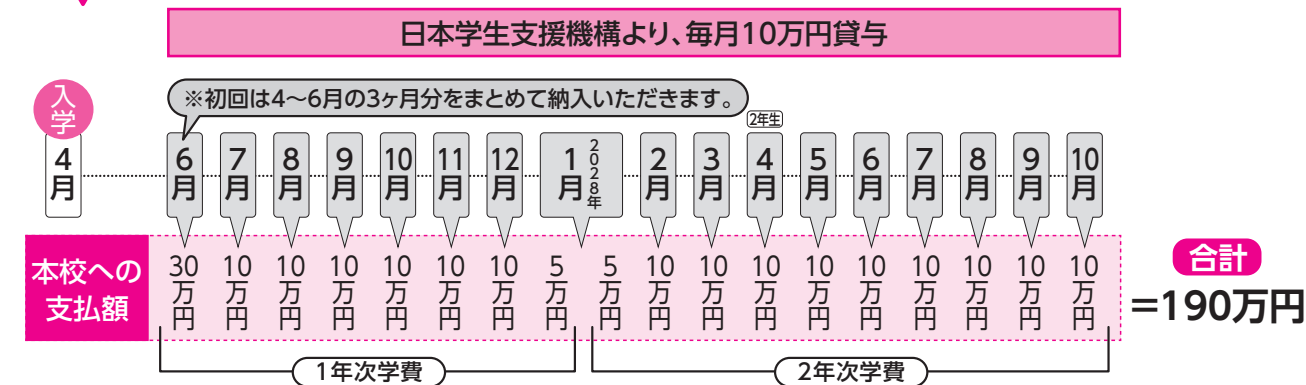 日本学生支援機構より、毎月10万円貸与
入学
※初回は4〜6月の3ヶ月分をまとめて納入いただきます。
2年生
4月 6月 7月 8月 9月 10月 11月 12月 1月 2028年 2月 3月 4月 5月 6月 7月 8月 9月 10月
本校への
支払額
30万円 10万円 10万円 10万円 10万円 10万円 10万円 5万円 5万円 10万円 10万円 10万円 10万円 10万円 10万円 10万円 10万円 10万円
合計
=190万円
1年次学費 2年次学費